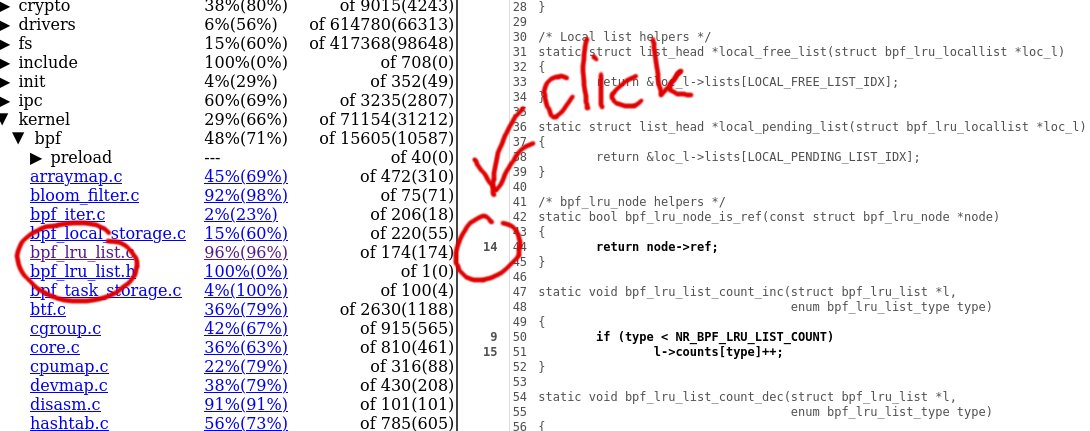 ▶ crypto 38%(80%) of 9015(4243)
▶ drivers 6%(56%) of 614780(66313)
▶ fs 15%(60%) of 417368(98648)
▶ include 100%(0%) of 708(0)
▶ init 4%(29%) of 352(49)
▶ ipc 60%(69%) of 3235(2807)
▼ kernel 29%(66%) of 71154(31212)
▼ bpf 48%(71%) of 15605(10587)
▶ preload --- of 40(0)
arraymap.c 45%(69%) of 472(310)
bloom_filter.c 92%(98%) of 75(71)
bpf_iter.c 2%(23%) of 206(18)
bpf_local_storage.c 15%(60%) of 220(55)
bpf_lru_list.c 96%(96%) of 174(174)
bpf_lru_list.h 100%(0%) of 1(0)
bpf_task_storage.c 4%(100%) of 100(4)
btf.c 36%(79%) of 2630(1188)
cgroup.c 42%(67%) of 915(565)
core.c 36%(63%) of 810(461)
cpumap.c 22%(79%) of 316(88)
devmap.c 38%(79%) of 430(208)
disasm.c 91%(91%) of 101(101)
hashtab.c 56%(73%) of 785(605)
click
28 }
29
30 /* Local list helpers */
31 static struct list_head *local_free_list(struct bpf_lru_locallist *loc_l)
32 {
33 return &loc_l->lists[LOCAL_FREE_LIST_IDX];
34 }
35
36 static struct list_head *local_pending_list(struct bpf_lru_locallist *loc_l)
37 {
38 return &loc_l->lists[LOCAL_PENDING_LIST_IDX];
39 }
40
41 /* bpf_lru_node helpers */
42 static bool bpf_lru_node_is_ref(const struct bpf_lru_node *node)
43 {
14 44 return node->ref;
45 }
46
47 static void bpf_lru_list_count_inc(struct bpf_lru_list *l,
48 enum bpf_lru_list_type type)
49 {
9 50 if (type < NR_BPF_LRU_LIST_COUNT)
15 51 l->counts[type]++;
52 }
53
54 static void bpf_lru_list_count_dec(struct bpf_lru_list *l,
55 enum bpf_lru_list_type type)
56 {